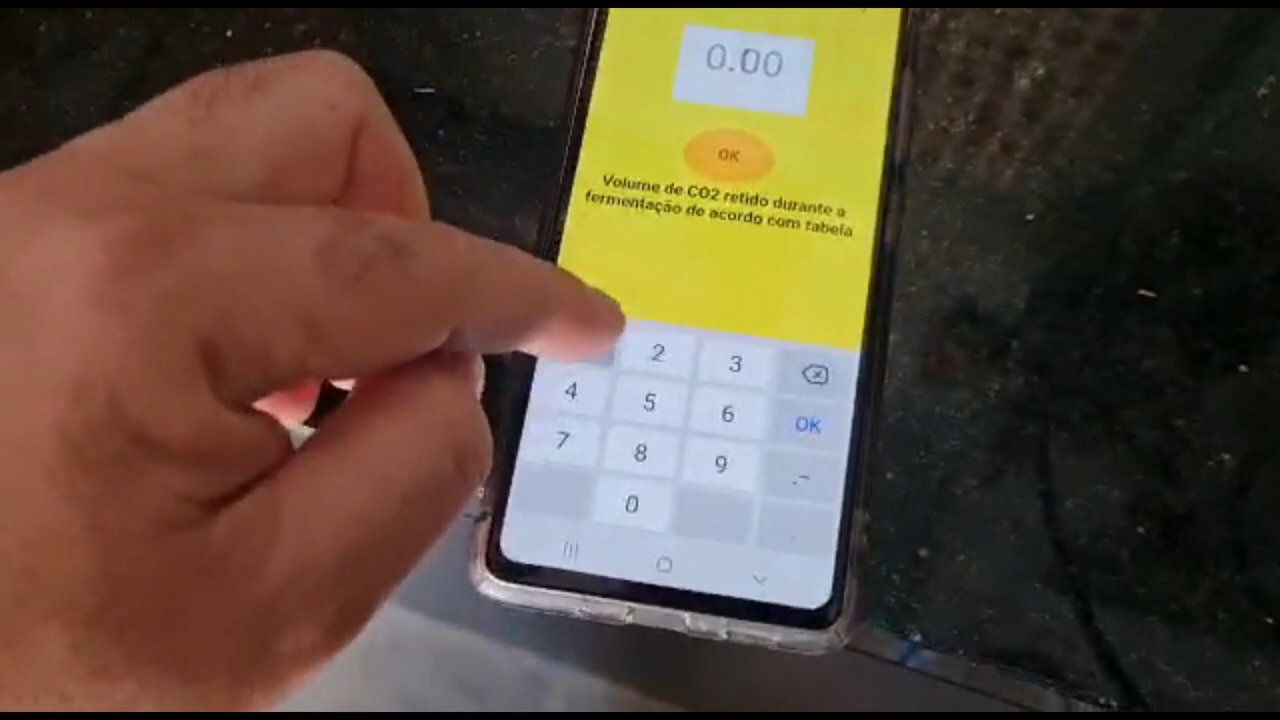 0.00
OK
Volume de CO2 retido durante a
fermentação de acordo com tabela
2 3
4 5 6 OK
7 8 9 .-
0